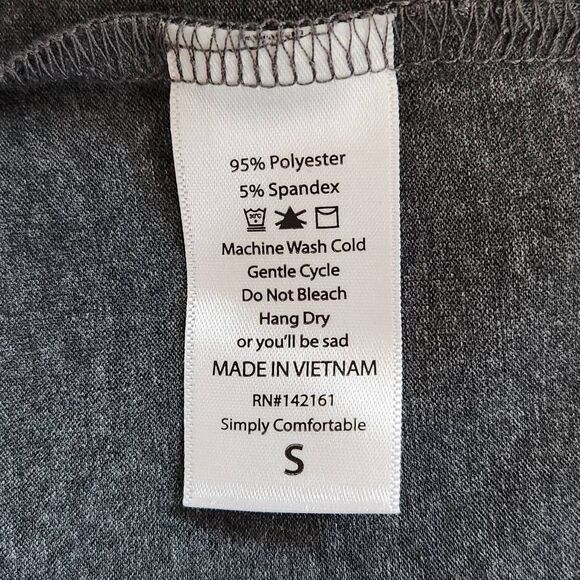 95% Polyester
5% Spandex
30°C
Machine Wash Cold
Gentle Cycle
Do Not Bleach
Hang Dry
or you'll be sad
MADE IN VIETNAM
RN#142161
Simply Comfortable
S